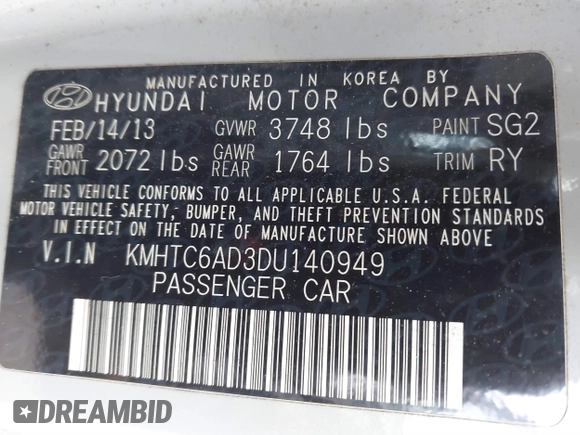 MANUFACTURED IN KOREA BY
HYUNDAI MOTOR COMPANY
FEB/14/13 GVWR 3748 lbs PAINT SG2
GAWR FRONT 2072 lbs GAWR REAR 1764 lbs TRIM RY
THIS VEHICLE CONFORMS TO ALL APPLICABLE U.S.A. FEDERAL
MOTOR VEHICLE SAFETY, BUMPER, AND THEFT PREVENTION STANDARDS
IN EFFECT ON THE DATE OF MANUFACTURE SHOWN ABOVE
V.I.N KMHTC6AD3DU140949
PASSENGER CAR
DREAMBID